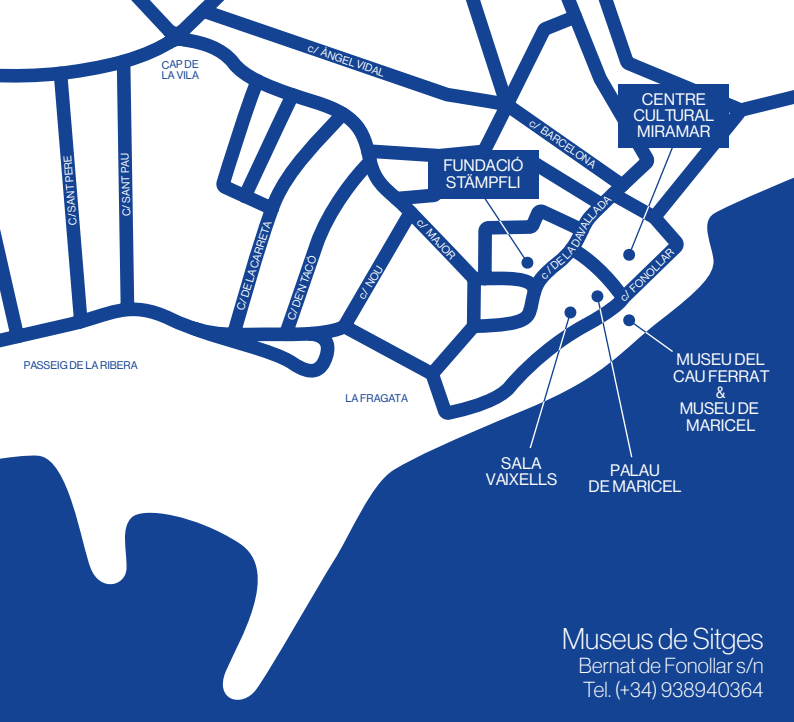 CAP DE
LA VILA
c/ ÀNGEL VIDAL
CENTRE
CULTURAL
MIRAMAR
c/ BARCELONA
FUNDACIÓ
STÄMPFLI
C/ SANT PERE
C/ SANT PAU
C/ DE LA CARRETA
C/ D'EN TACÓ
c/ NOU
c/ MAJOR
c/ DE LA DAVALLADA
c/ FONOLLAR
PASSEIG DE LA RIBERA
LA FRAGATA
MUSEU DEL
CAU FERRAT
&
MUSEU DE
MARICEL
SALA
VAIXELLS
PALAU
DE MARICEL
Museus de Sitges
Bernat de Fonollar s/n
Tel. (+34) 938940364